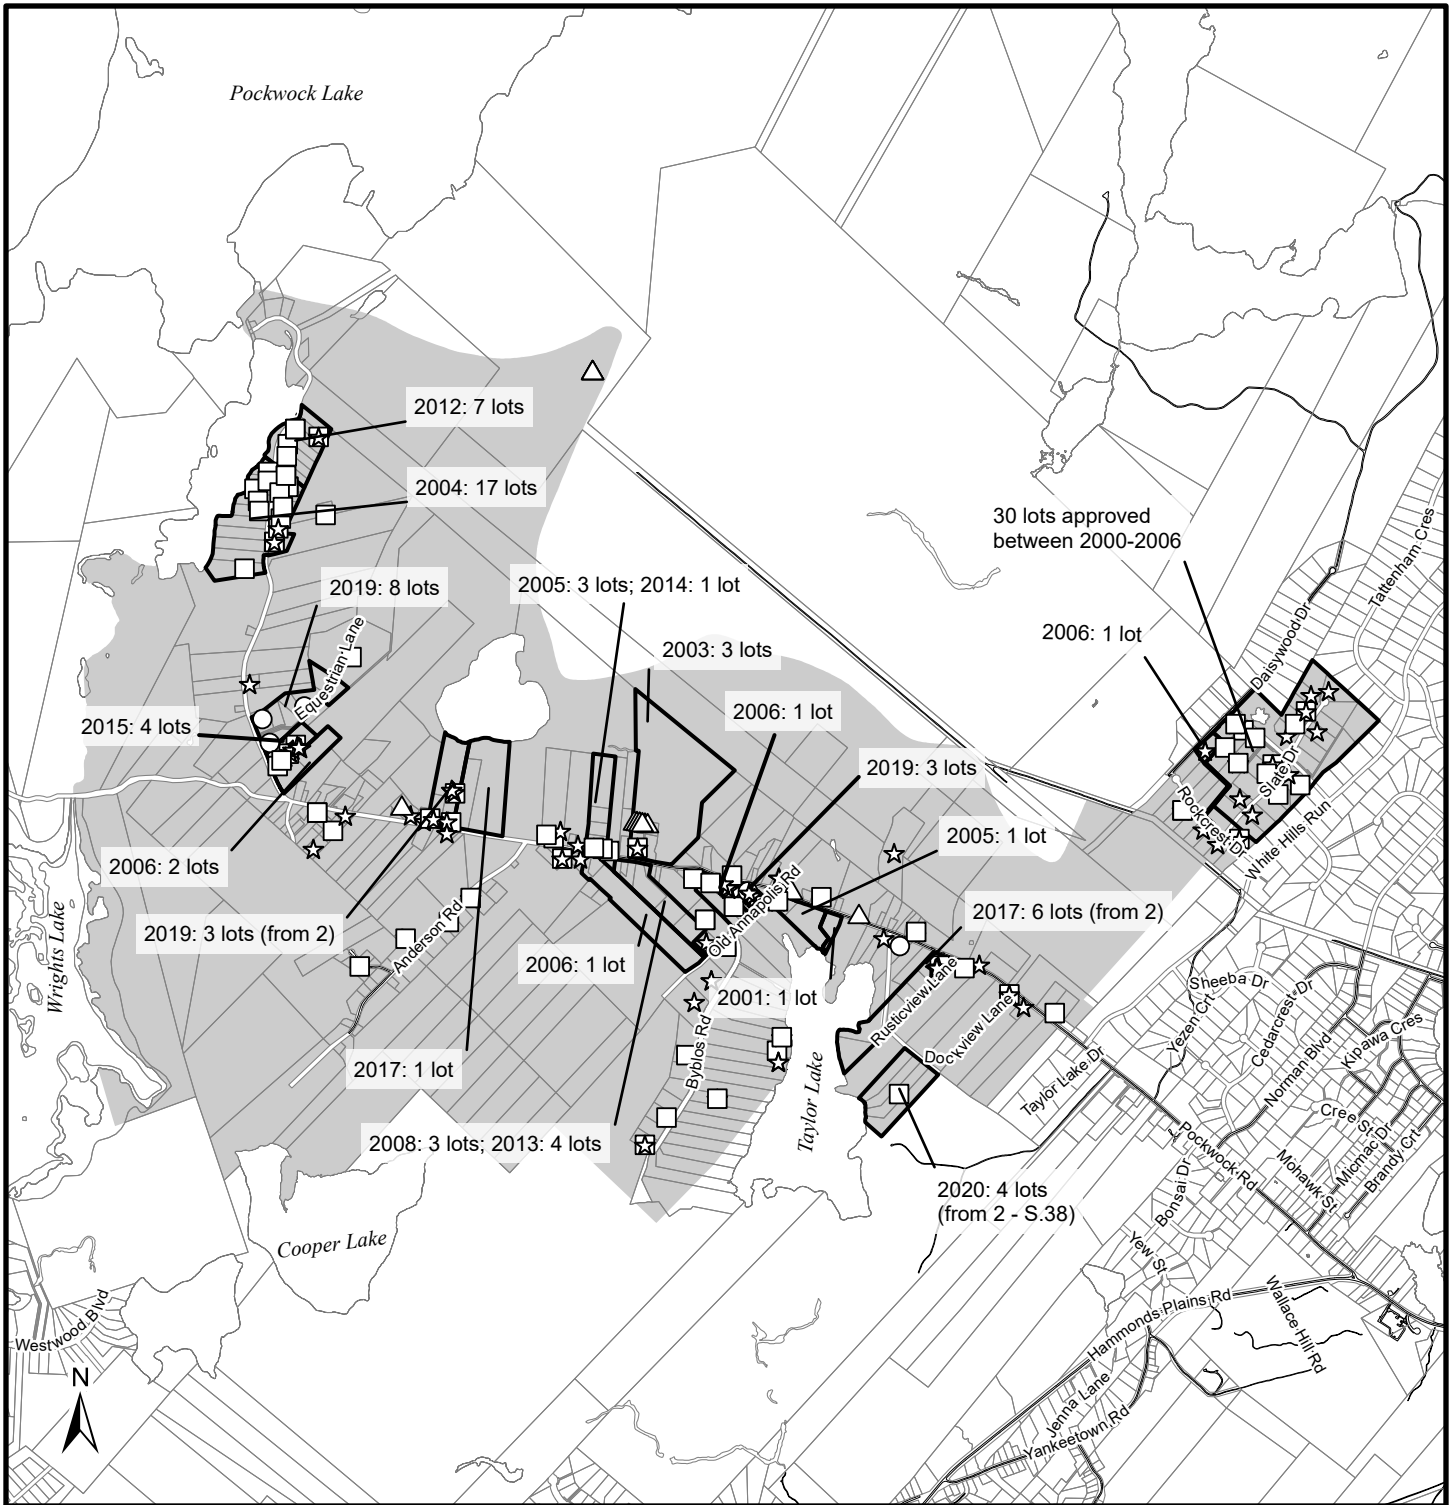 Pockwock Lake
2012: 7 lots
2004: 17 lots
30 lots approved
between 2000-2006
Tattenham Cres
2019: 8 lots
2005: 3 lots; 2014: 1 lot
Daisywood Dr
2006: 1 lot
Equestrian Lane
2003: 3 lots
2015: 4 lots
2006: 1 lot
2019: 3 lots
Slate Dr
Rockcrest Dr
White Hills Run
2005: 1 lot
2006: 2 lots
Old Annapolis Rd
2017: 6 lots (from 2)
2019: 3 lots (from 2)
Anderson Rd
2006: 1 lot
Wrights Lake
2001: 1 lot
Rusticview Lane
Sheeba Dr
Yezen Crt
Cedarcrest Dr
Dockview Lane
Norman Blvd
Kipawa Cres
2017: 1 lot
Byblos Rd
Taylor Lake
Taylor Lake Dr
Cree St
Micmac Dr
Brandy Crt
2008: 3 lots; 2013: 4 lots
Pockwock Rd
Mohawk St
Bonsai Dr
2020: 4 lots
(from 2 - S.38)
Cooper Lake
Yew St
Westwood Blvd
Hammonds Plains Rd
Wallace Hill Rd
N
Jenna Lane
Yankeetown Rd